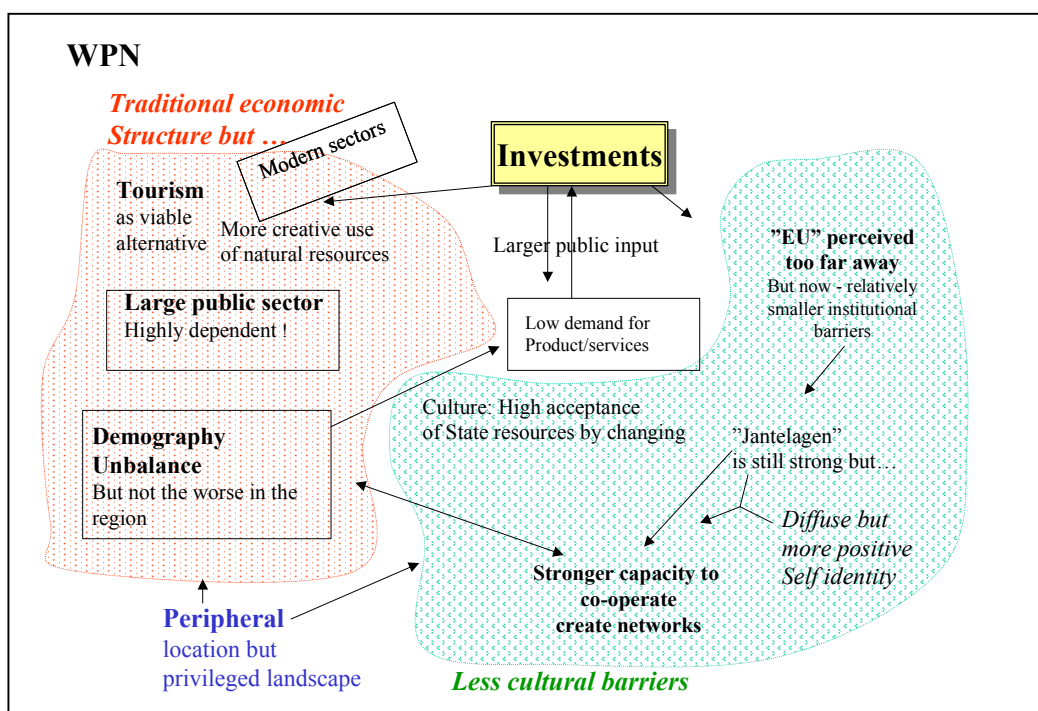 WPN
Traditional economic
Structure but …
Modern sectors
Investments
Tourism
as viable
alternative
More creative use
of natural resources
Larger public input
”EU” perceived
too far away
But now - relatively
smaller institutional
barriers
Large public sector
Highly dependent !
Low demand for
Product/services
Culture: High acceptance
of State resources by changing
Demography
Unbalance
But not the worse in the
region
”Jantelagen”
is still strong but…
Diffuse but
more positive
Self identity
Stronger capacity to
co-operate
create networks
Peripheral
location but
privileged landscape
Less cultural barriers